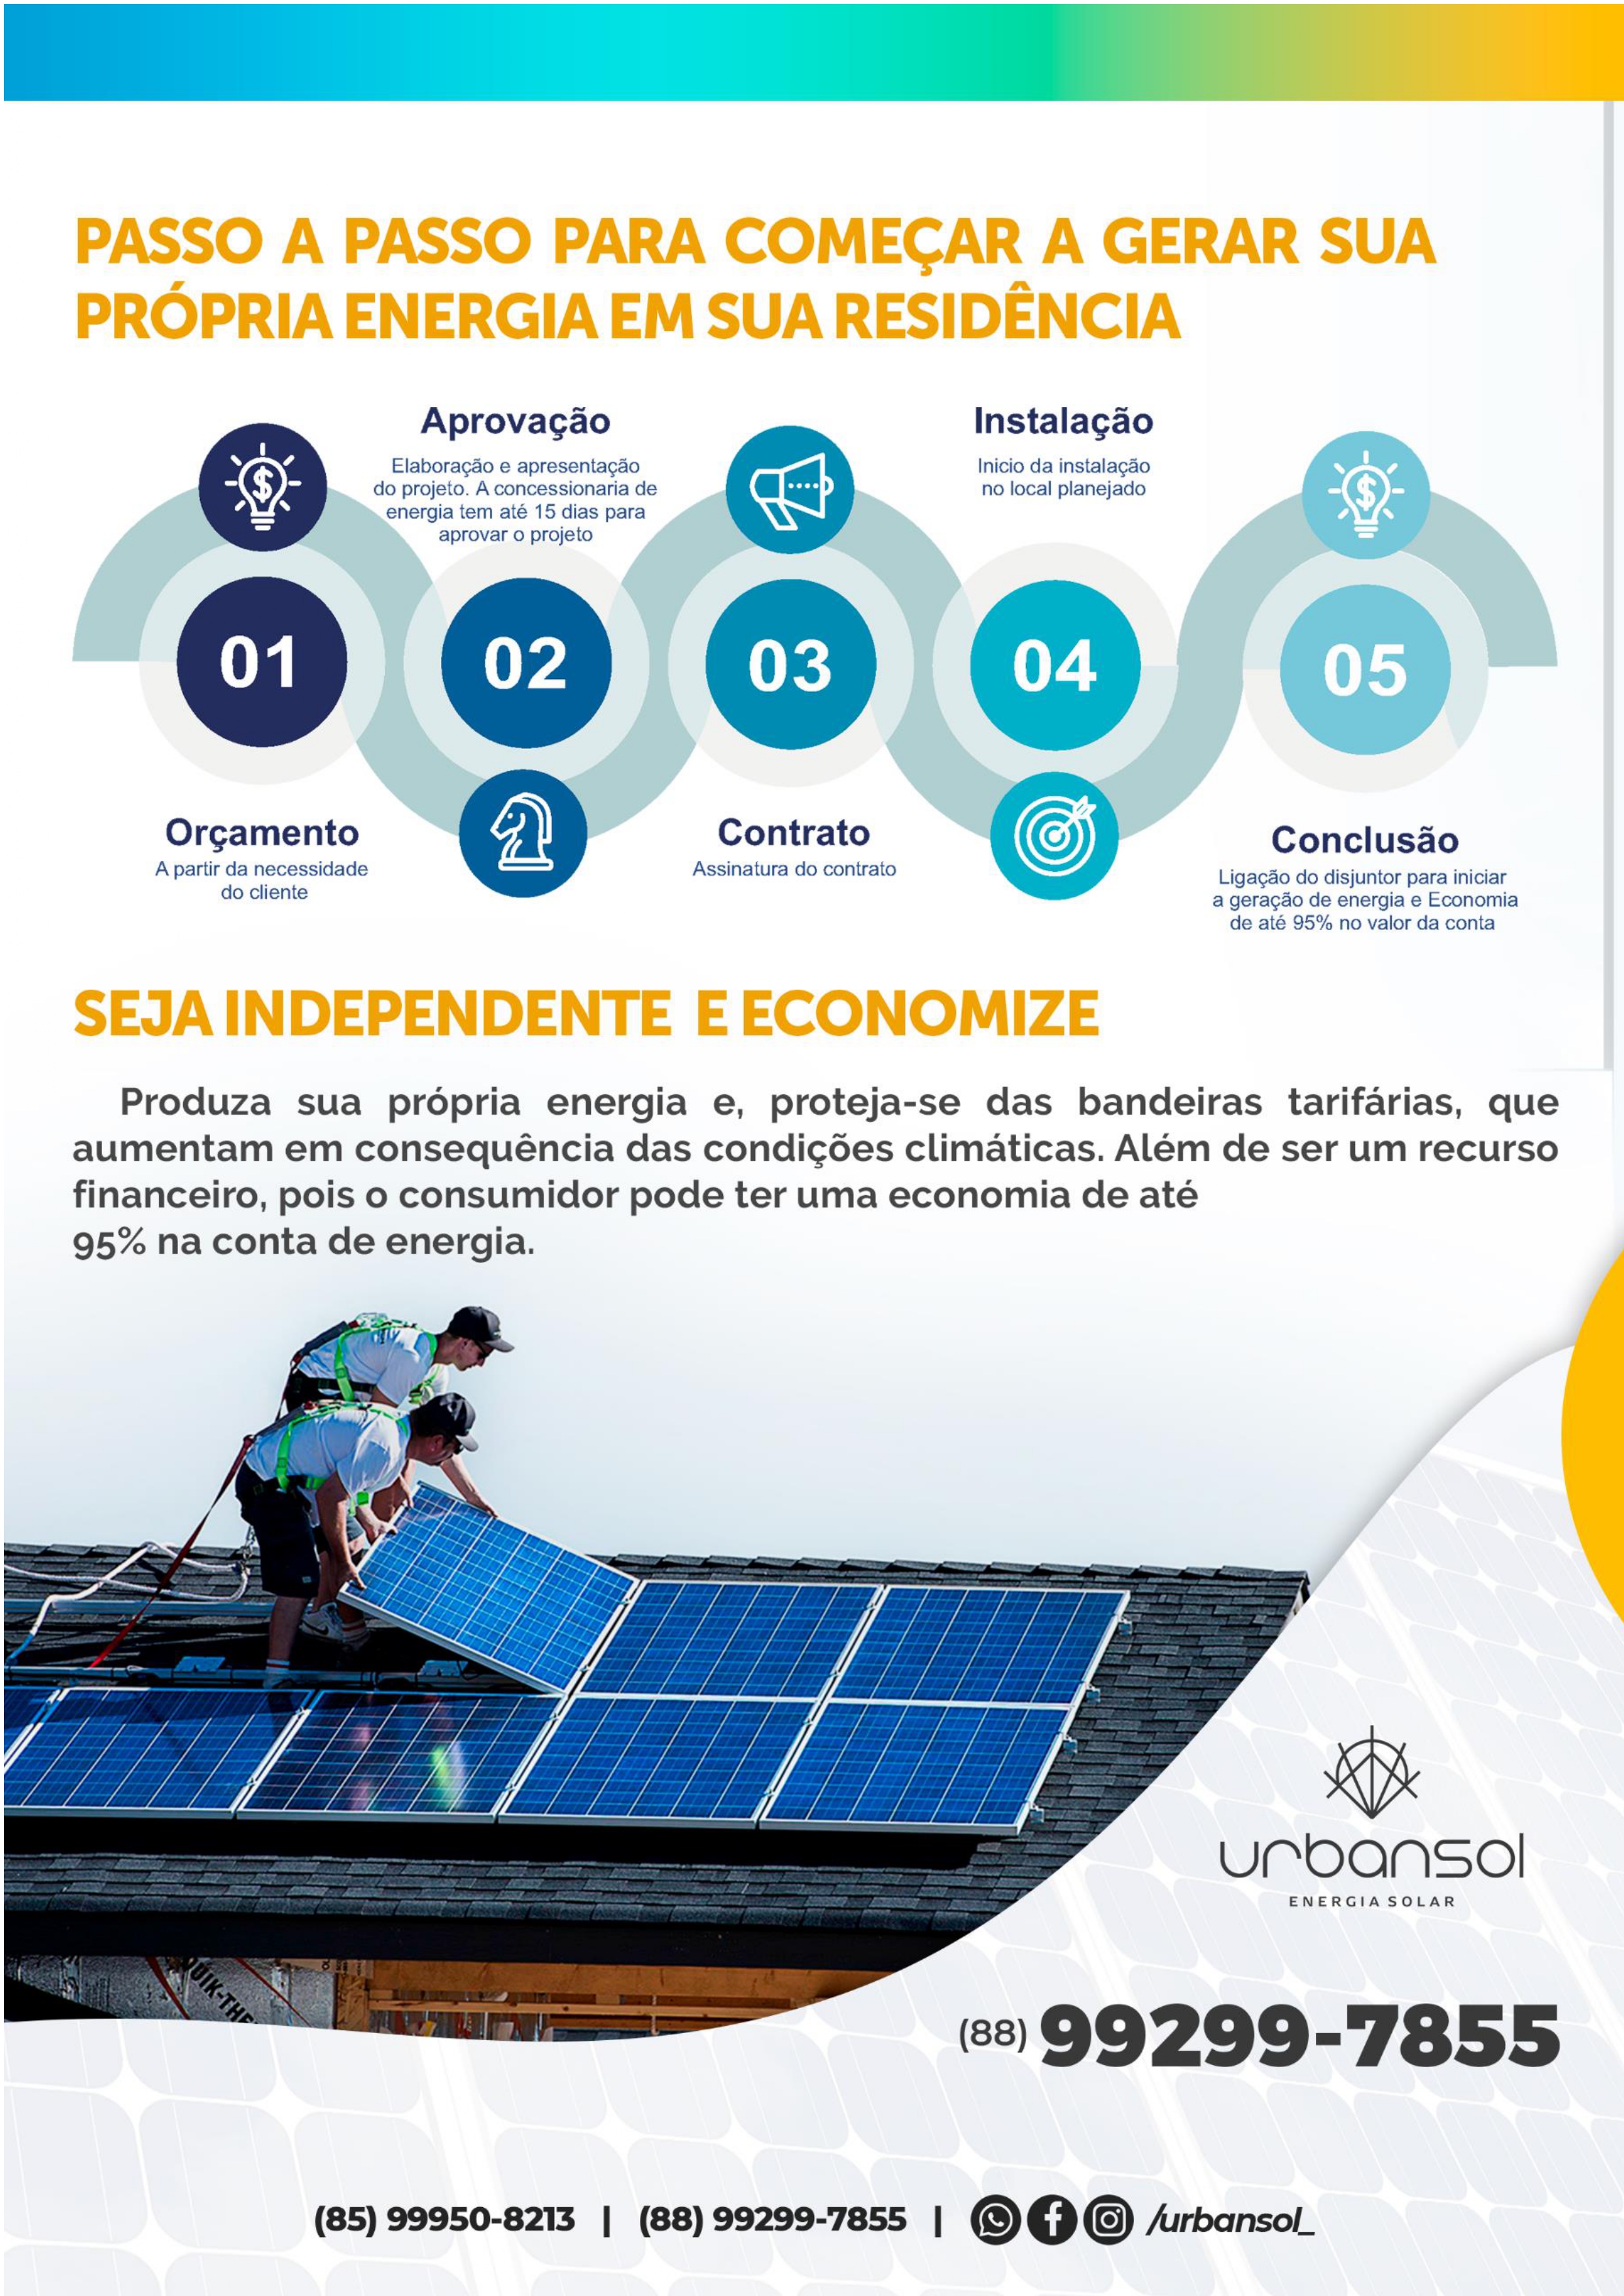 PASSO A PASSO PARA COMEÇAR A GERAR SUA
PRÓPRIA ENERGIA EM SUA RESIDÊNCIA
01
Orçamento
A partir da necessidade
do cliente
Aprovação
Elaboração e apresentação
do projeto. A concessionaria de
energia tem até 15 dias para
aprovar o projeto
02
03
Contrato
Assinatura do contrato
Instalação
Inicio da instalação
no local planejado
04
05
Conclusão
Ligação do disjuntor para iniciar
a geração de energia e Economia
de até 95% no valor da conta
SEJA INDEPENDENTE E ECONOMIZE
Produza sua própria energia e, proteja-se das bandeiras tarifárias, que
aumentam em consequência das condições climáticas. Além de ser um recurso
financeiro, pois o consumidor pode ter uma economia de até
95% na conta de energia.
urbansol
ENERGIA SOLAR
(88) 99299-7855
(85) 99950-8213 | (88) 99299-7855 | /urbansol_